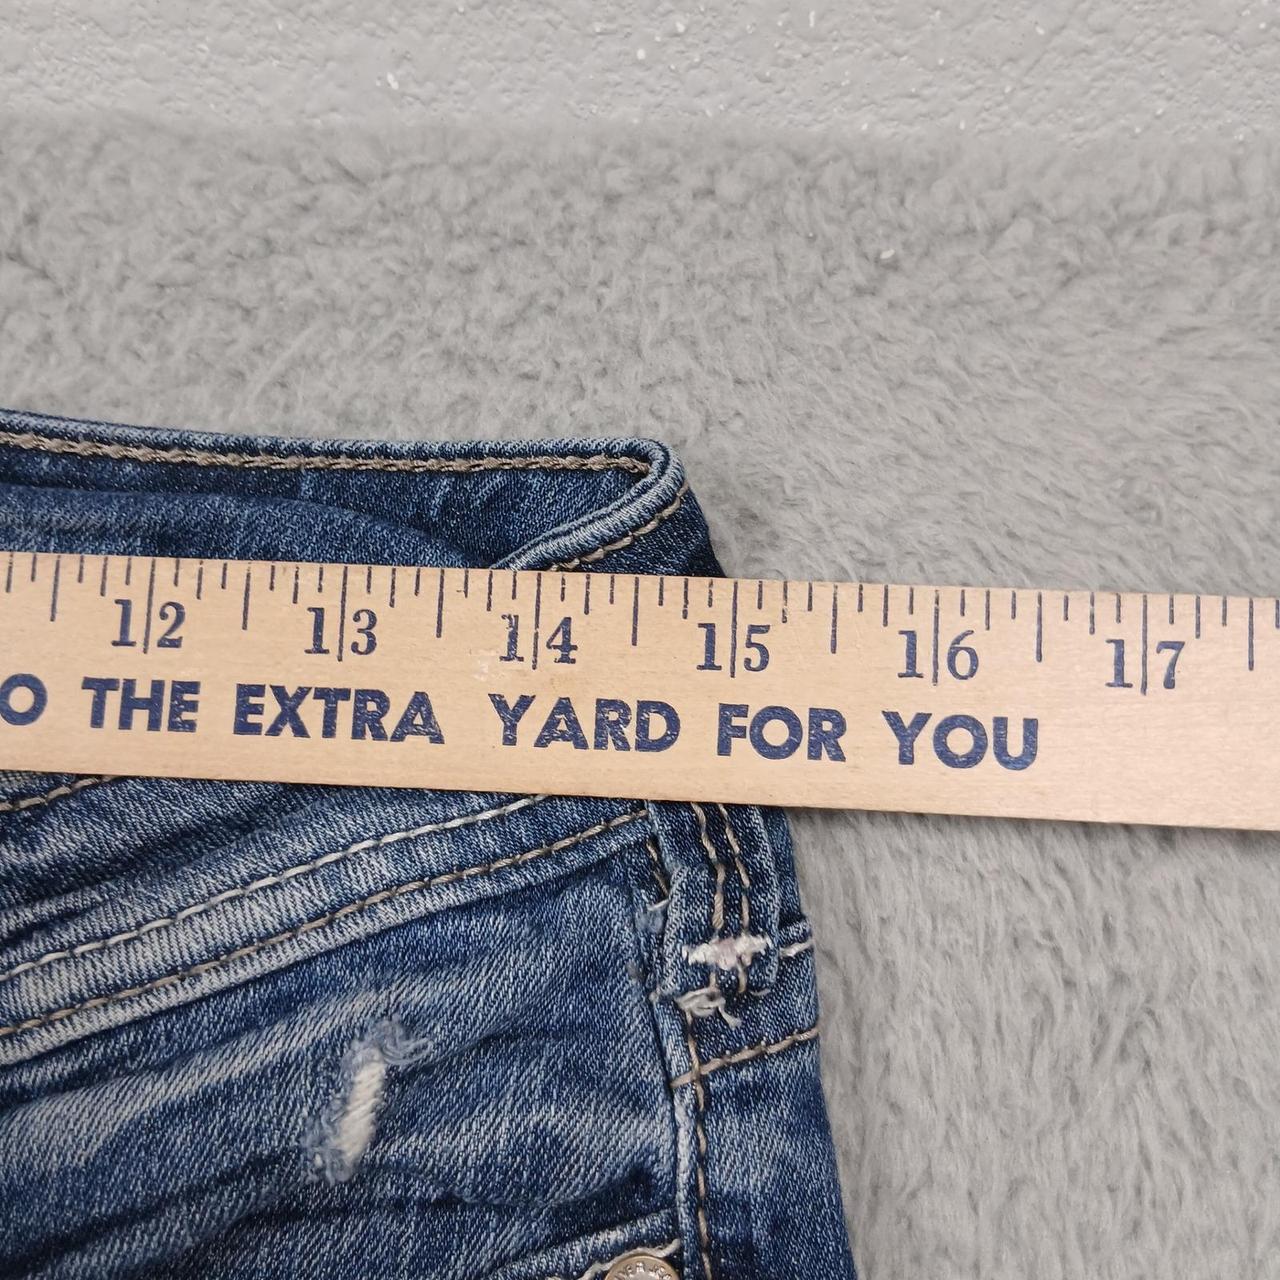 12 13 14 15 16 17
O THE EXTRA YARD FOR YOU